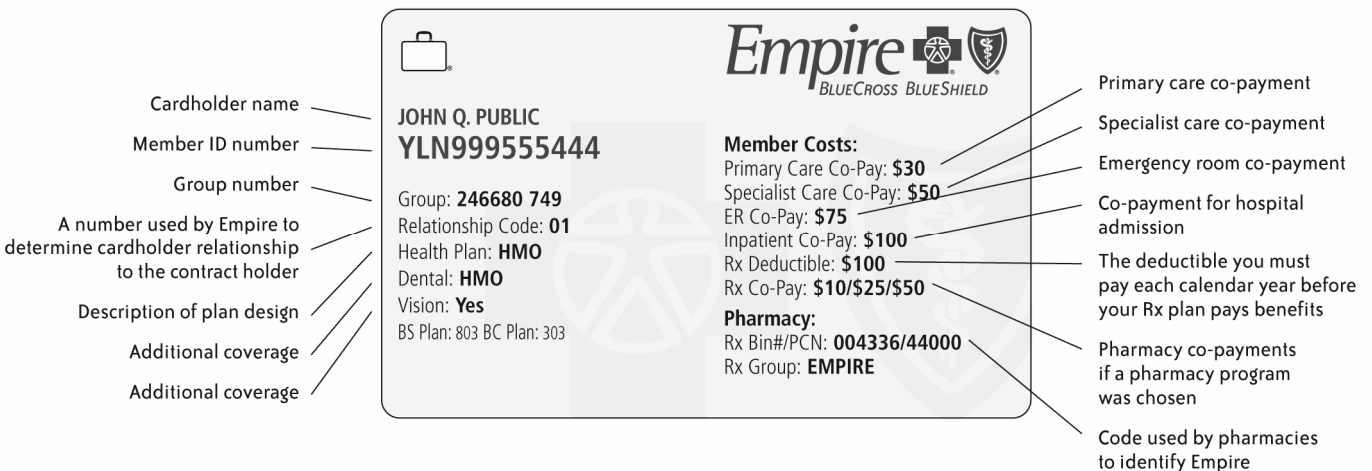 Cardholder name
Member ID number
Group number
A number used by Empire to
determine cardholder relationship
to the contract holder
Description of plan design
Additional coverage
Additional coverage
JOHN Q. PUBLIC
YLN999555444
Group: 246680 749
Relationship Code: 01
Health Plan: HMO
Dental: HMO
Vision: Yes
BS Plan: 803 BC Plan: 303
Empire
BLUECROSS BLUESHIELD
Member Costs:
Primary Care Co-Pay: $30
Specialist Care Co-Pay: $50
ER Co-Pay: $75
Inpatient Co-Pay: $100
Rx Deductible: $100
Rx Co-Pay: $10/$25/$50
Pharmacy:
Rx Bin#/PCN: 004336/44000
Rx Group: EMPIRE
Primary care co-payment
Specialist care co-payment
Emergency room co-payment
Co-payment for hospital
admission
The deductible you must
pay each calendar year before
your Rx plan pays benefits
Pharmacy co-payments
if a pharmacy program
was chosen
Code used by pharmacies
to identify Empire